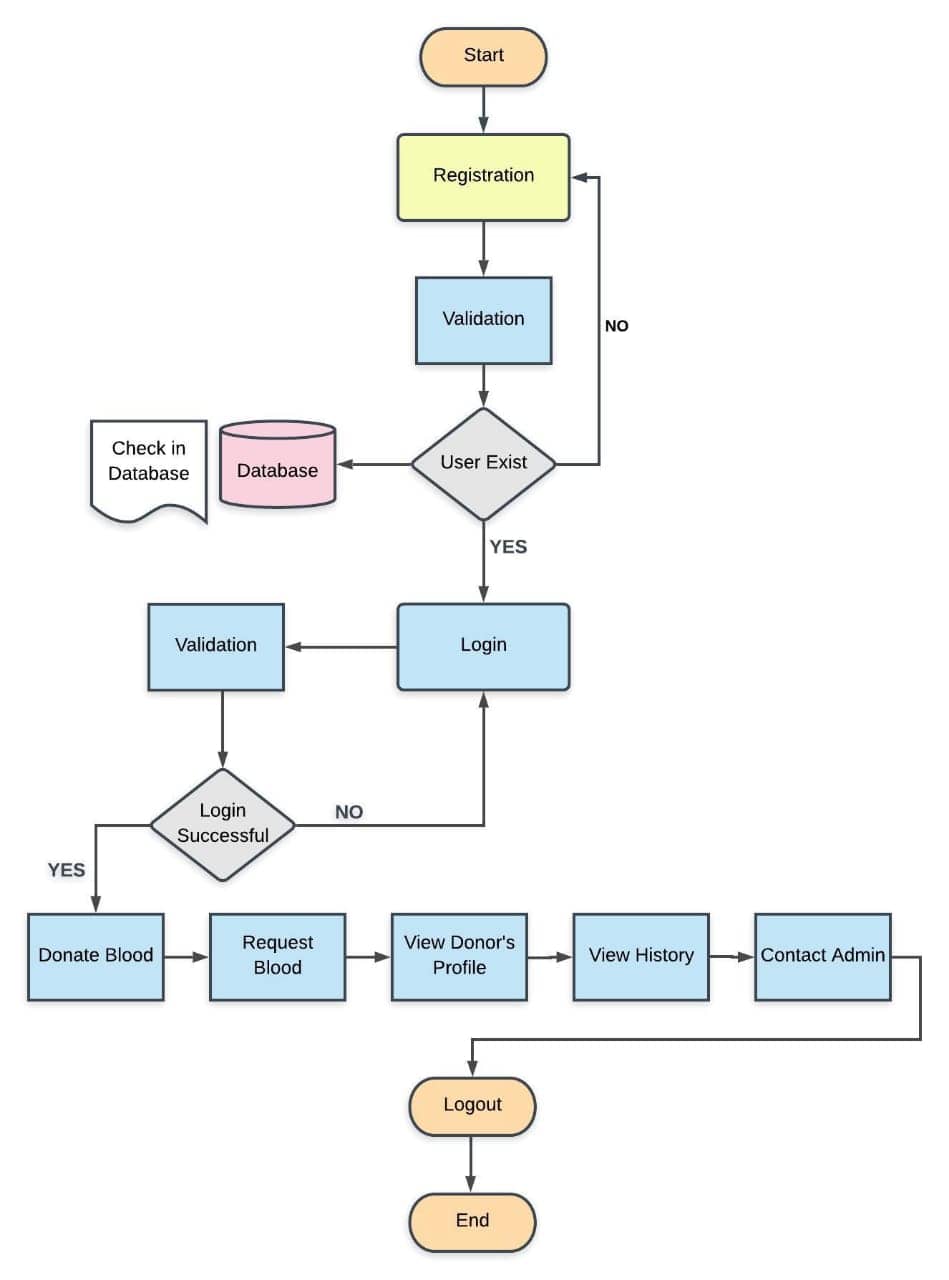 Start
Registration
Validation
NO
Check in
Database
Database
User Exist
YES
Validation
Login
Login
Successful
NO
YES
Donate Blood
Request
Blood
View Donor's
Profile
View History
Contact Admin
Logout
End